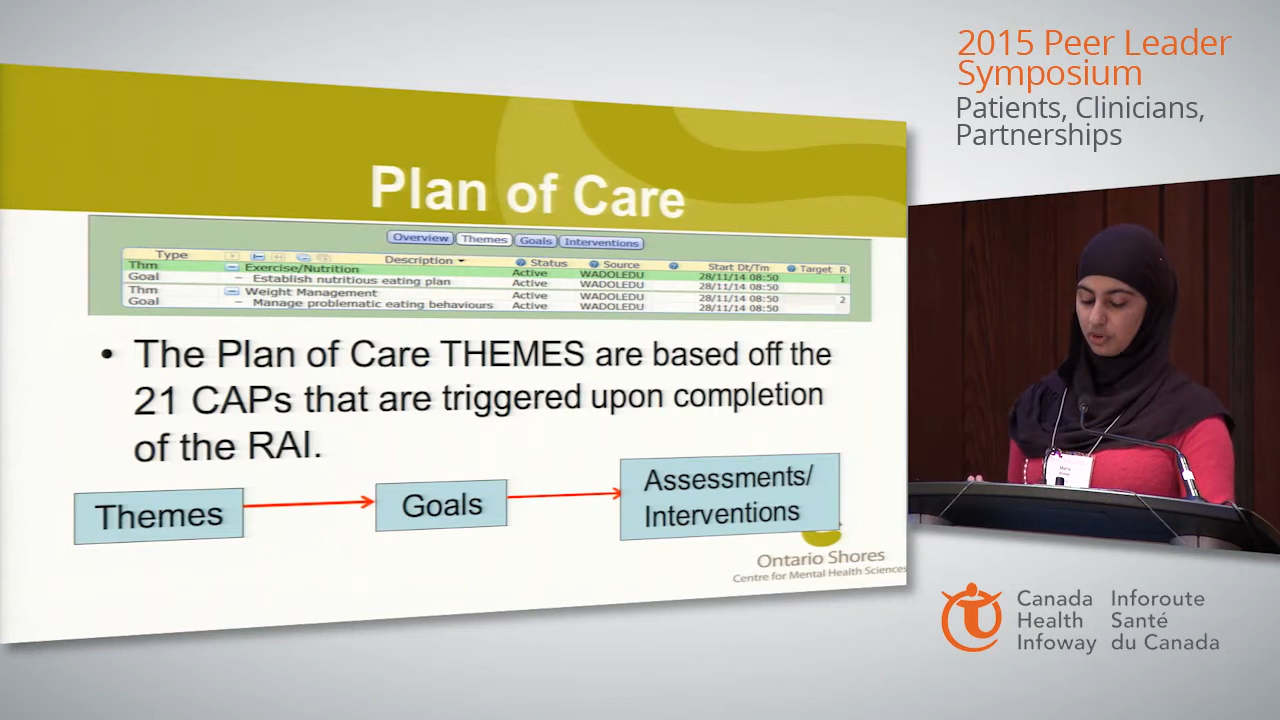 2015 Peer Leader
Symposium
Patients, Clinicians,
Partnerships
Plan of Care
Overview Themes Goals Interventions
Type Description Status Source Start Dt/Tm Target R
Thm Exercise/Nutrition Active WADOLEDU 28/11/14 08:50 1
Goal – Establish nutritious eating plan Active WADOLEDU 28/11/14 08:50
Thm Weight Management Active WADOLEDU 28/11/14 08:50 2
Goal – Manage problematic eating behaviours Active WADOLEDU 28/11/14 08:50
• The Plan of Care THEMES are based off the
21 CAPs that are triggered upon completion
of the RAI.
Themes
Goals
Assessments/
Interventions
Ontario Shores
Centre for Mental Health Sciences
Canada
Health
Infoway
Inforoute
Santé
du Canada